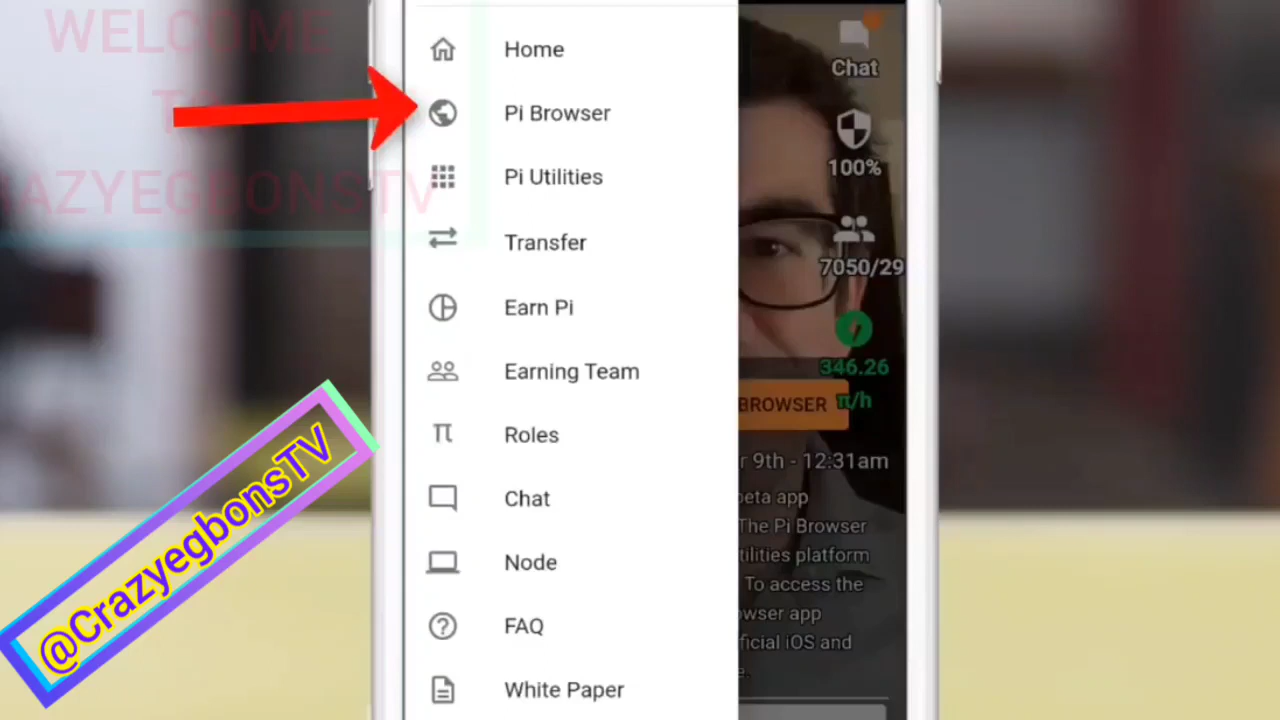 WELCOME
TO
AZYEGBONSTV
Home
Pi Browser
Pi Utilities
Transfer
Earn Pi
Earning Team
Roles
Chat
Node
FAQ
White Paper
Chat
100%
7050/29
346.26
π/h
BROWSER
9th - 12:31am
beta app
The Pi Browser
tilities platform
To access the
wser app
ficial iOS and
@CrazyegbonsTV